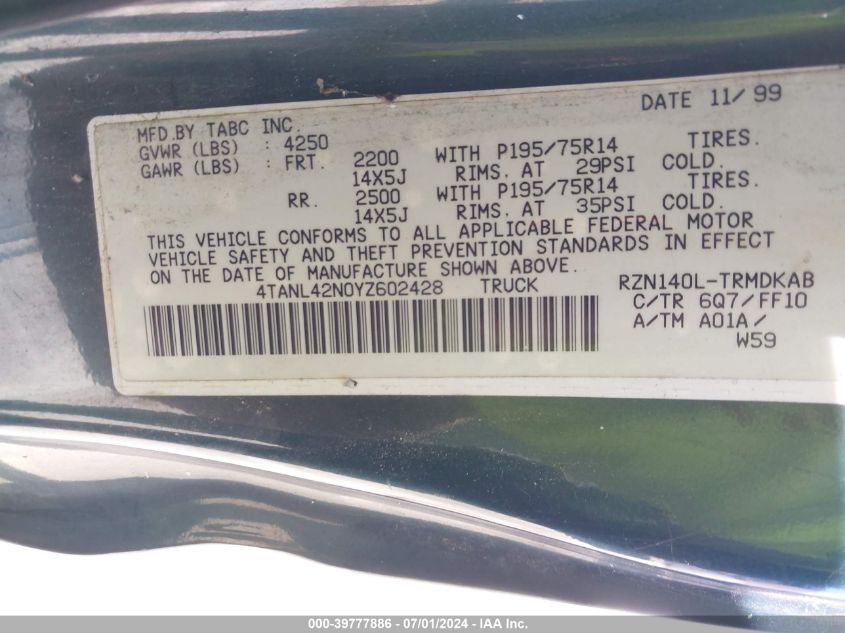 DATE 11/99
MFD.BY TABC INC.
GVWR (LBS) : 4250
GAWR (LBS) : FRT. 2200 WITH P195/75R14 TIRES.
14X5J RIMS. AT 29PSI COLD.
RR. 2500 WITH P195/75R14 TIRES.
14X5J RIMS. AT 35PSI COLD.
THIS VEHICLE CONFORMS TO ALL APPLICABLE FEDERAL MOTOR
VEHICLE SAFETY AND THEFT PREVENTION STANDARDS IN EFFECT
ON THE DATE OF MANUFACTURE SHOWN ABOVE.
4TANL42N0YZ602428 TRUCK RZN140L-TRMDKAB
C/TR 6Q7/FF10
A/TM A01A/
W59
000-39777886 - 07/01/2024 - IAA Inc.